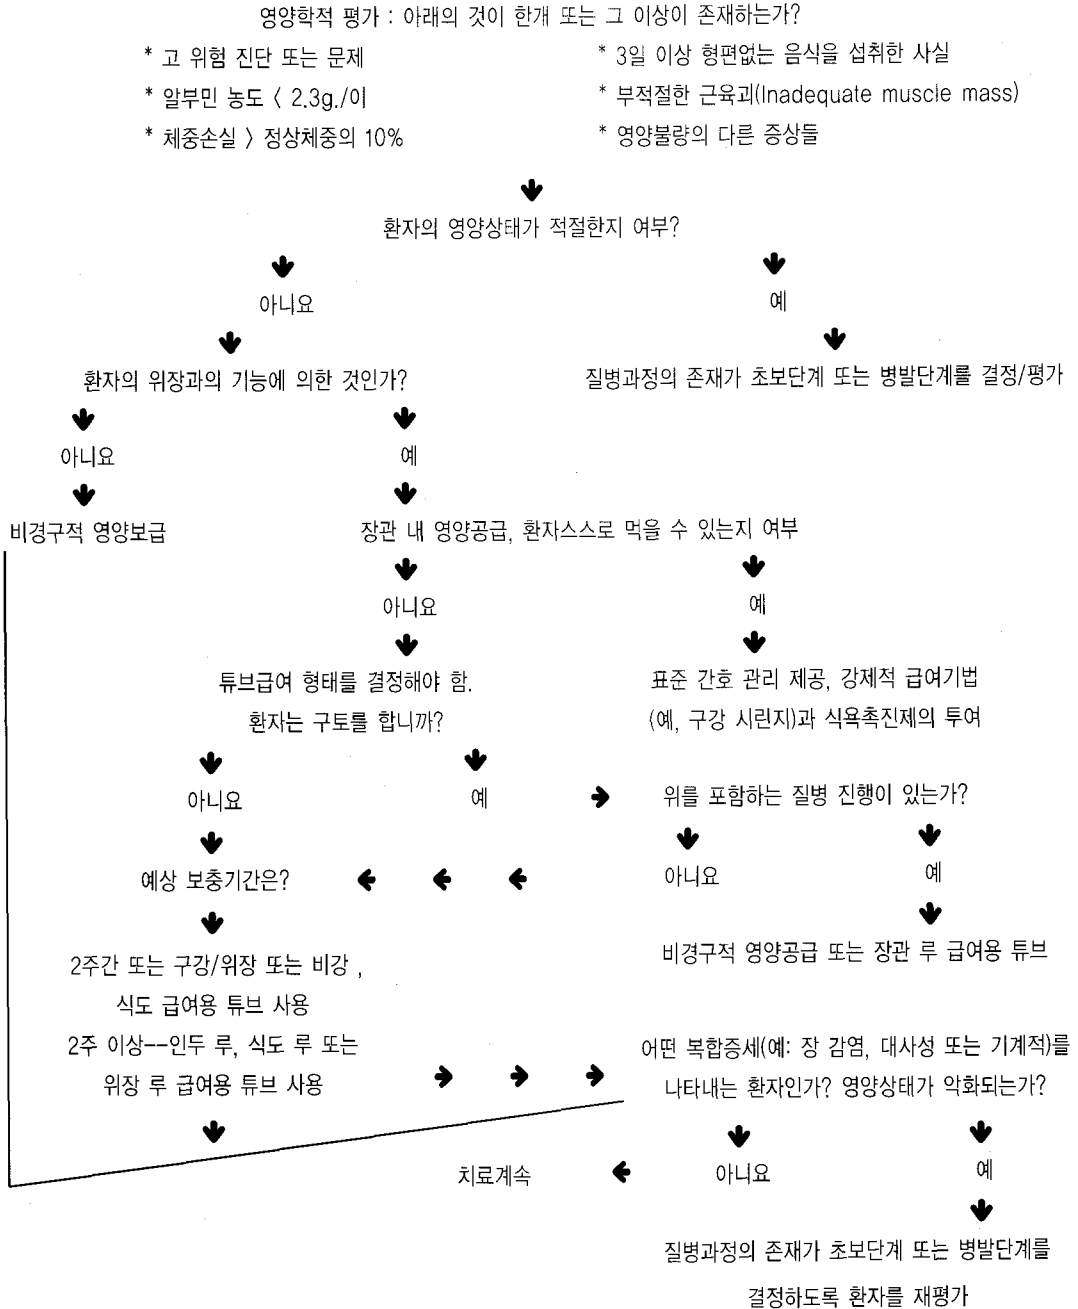 영양학적 평가 : 아래의 것이 한개 또는 그 이상이 존재하는가?
* 고 위험 진단 또는 문제
* 3일 이상 형편없는 음식을 섭취한 사실
* 알부민 농도 < 2.3g./이
* 부적절한 근육괴(Inadequate muscle mass)
* 체중손실 > 정상체중의 10%
* 영양불량의 다른 증상들
환자의 영양상태가 적절한지 여부?
아니요
예
환자의 위장과의 기능에 의한 것인가?
질병과정의 존재가 초보단계 또는 병발단계를 결정/평가
아니요
예
비경구적 영양보급
장관 내 영양공급, 환자스스로 먹을 수 있는지 여부
아니요
예
튜브급여 형태를 결정해야 함.
환자는 구토를 합니까?
표준 간호 관리 제공, 강제적 급여기법
(예, 구강 시린지)과 식욕촉진제의 투여
아니요
예
위를 포함하는 질병 진행이 있는가?
예상 보충기간은?
아니요
예
2주간 또는 구강/위장 또는 비강 ,
식도 급여용 튜브 사용
2주 이상--인두 루, 식도 루 또는
위장 루 급여용 튜브 사용
비경구적 영양공급 또는 장관 루 급여용 튜브
어떤 복합증세(예: 장 감염, 대사성 또는 기계적)를
나타내는 환자인가? 영양상태가 악화되는가?
치료계속
아니요
예
질병과정의 존재가 초보단계 또는 병발단계를
결정하도록 환자를 재평가